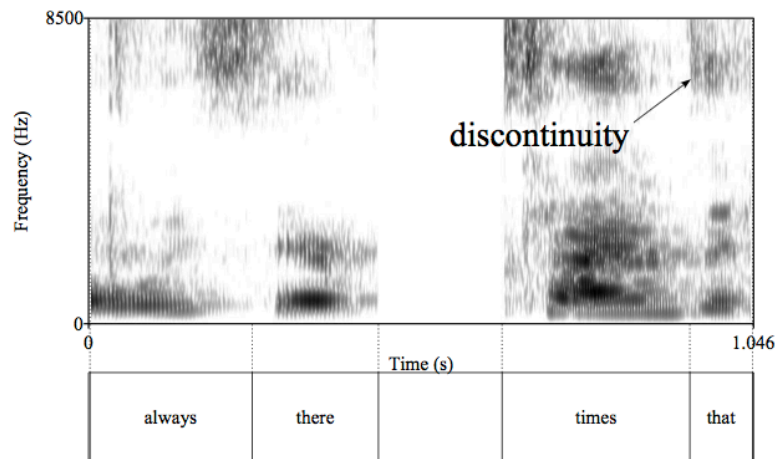 8500
discontinuity
Frequency (Hz)
0
0 1.046
Time (s)
always there times that